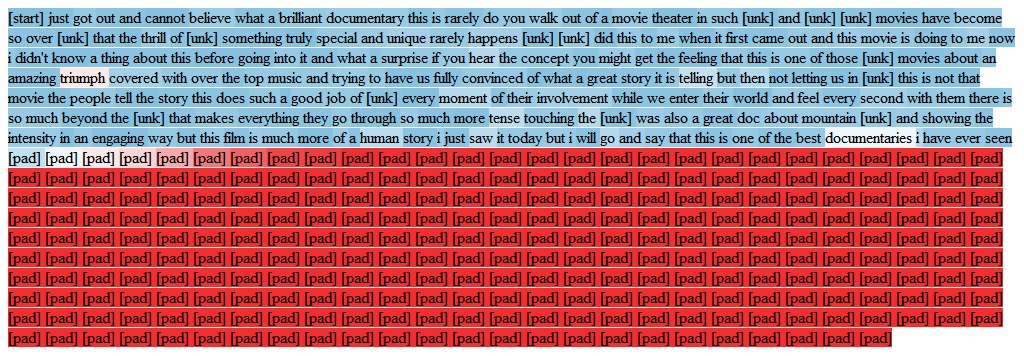 [start] just got out and cannot believe what a brilliant documentary this is rarely do you walk out of a movie theater in such [unk] and [unk] [unk] movies have become
so over [unk] that the thrill of [unk] something truly special and unique rarely happens [unk] [unk] did this to me when it first came out and this movie is doing to me now
i didn't know a thing about this before going into it and what a surprise if you hear the concept you might get the feeling that this is one of those [unk] movies about an
amazing triumph covered with over the top music and trying to have us fully convinced of what a great story it is telling but then not letting us in [unk] this is not that
movie the people tell the story this does such a good job of [unk] every moment of their involvement while we enter their world and feel every second with them there is
so much beyond the [unk] that makes everything they go through so much more tense touching the [unk] was also a great doc about mountain [unk] and showing the
intensity in an engaging way but this film is much more of a human story i just saw it today but i will go and say that this is one of the best documentaries i have ever seen
[pad] [pad] [pad] [pad] [pad] [pad] [pad] [pad] [pad] [pad] [pad] [pad] [pad] [pad] [pad] [pad] [pad] [pad] [pad] [pad] [pad] [pad] [pad] [pad] [pad] [pad] [pad]
[pad] [pad] [pad] [pad] [pad] [pad] [pad] [pad] [pad] [pad] [pad] [pad] [pad] [pad] [pad] [pad] [pad] [pad] [pad] [pad] [pad] [pad] [pad] [pad] [pad] [pad] [pad]
[pad] [pad] [pad] [pad] [pad] [pad] [pad] [pad] [pad] [pad] [pad] [pad] [pad] [pad] [pad] [pad] [pad] [pad] [pad] [pad] [pad] [pad] [pad] [pad] [pad] [pad] [pad]
[pad] [pad] [pad] [pad] [pad] [pad] [pad] [pad] [pad] [pad] [pad] [pad] [pad] [pad] [pad] [pad] [pad] [pad] [pad] [pad] [pad] [pad] [pad] [pad] [pad] [pad] [pad]
[pad] [pad] [pad] [pad] [pad] [pad] [pad] [pad] [pad] [pad] [pad] [pad] [pad] [pad] [pad] [pad] [pad] [pad] [pad] [pad] [pad] [pad] [pad] [pad] [pad] [pad] [pad]
[pad] [pad] [pad] [pad] [pad] [pad] [pad] [pad] [pad] [pad] [pad] [pad] [pad] [pad] [pad] [pad] [pad] [pad] [pad] [pad] [pad] [pad] [pad] [pad] [pad] [pad] [pad]
[pad] [pad] [pad] [pad] [pad] [pad] [pad] [pad] [pad] [pad] [pad] [pad] [pad] [pad] [pad] [pad] [pad] [pad] [pad] [pad] [pad] [pad] [pad] [pad] [pad] [pad] [pad]
[pad] [pad] [pad] [pad] [pad] [pad] [pad] [pad] [pad] [pad] [pad] [pad] [pad] [pad] [pad] [pad] [pad] [pad] [pad] [pad] [pad] [pad] [pad] [pad] [pad] [pad] [pad]
[pad] [pad] [pad] [pad] [pad] [pad] [pad] [pad] [pad] [pad] [pad] [pad] [pad] [pad] [pad] [pad] [pad] [pad] [pad] [pad] [pad] [pad] [pad] [pad] [pad] [pad] [pad]
[pad] [pad] [pad] [pad] [pad] [pad] [pad] [pad] [pad] [pad] [pad] [pad] [pad] [pad] [pad] [pad] [pad] [pad] [pad] [pad] [pad] [pad] [pad] [pad]